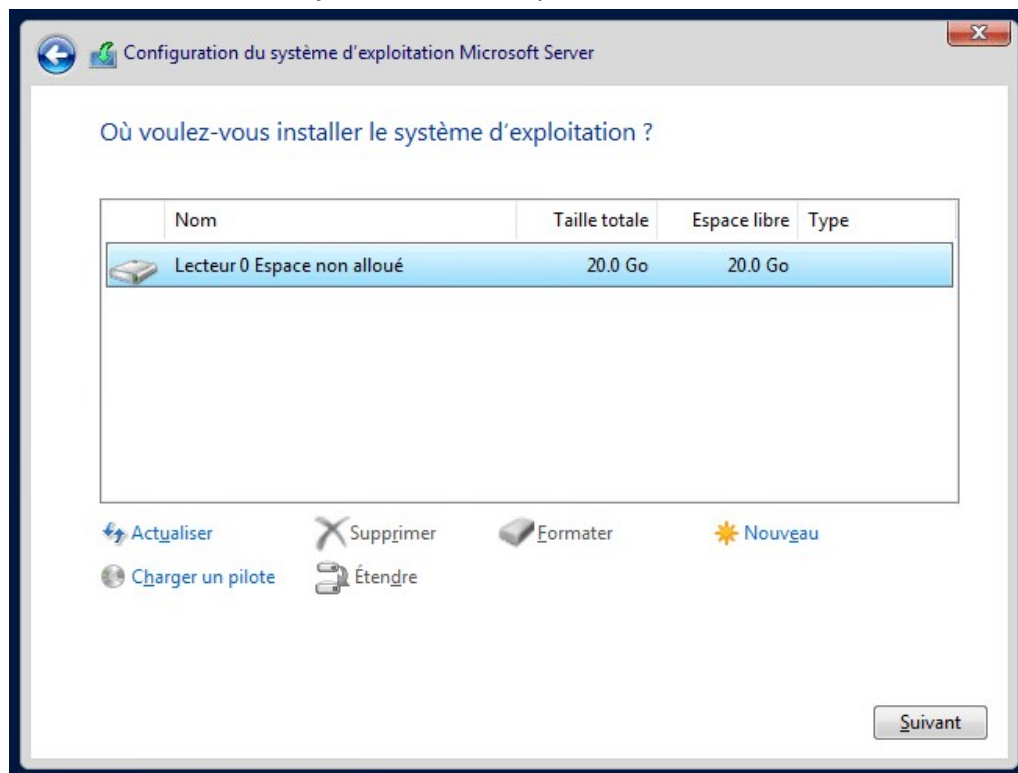 Configuration du système d'exploitation Microsoft Server
Où voulez-vous installer le système d'exploitation ?
Nom Taille totale Espace libre Type
Lecteur 0 Espace non alloué 20.0 Go 20.0 Go
Actualiser Supprimer Formater Nouveau
Charger un pilote Étendre
Suivant